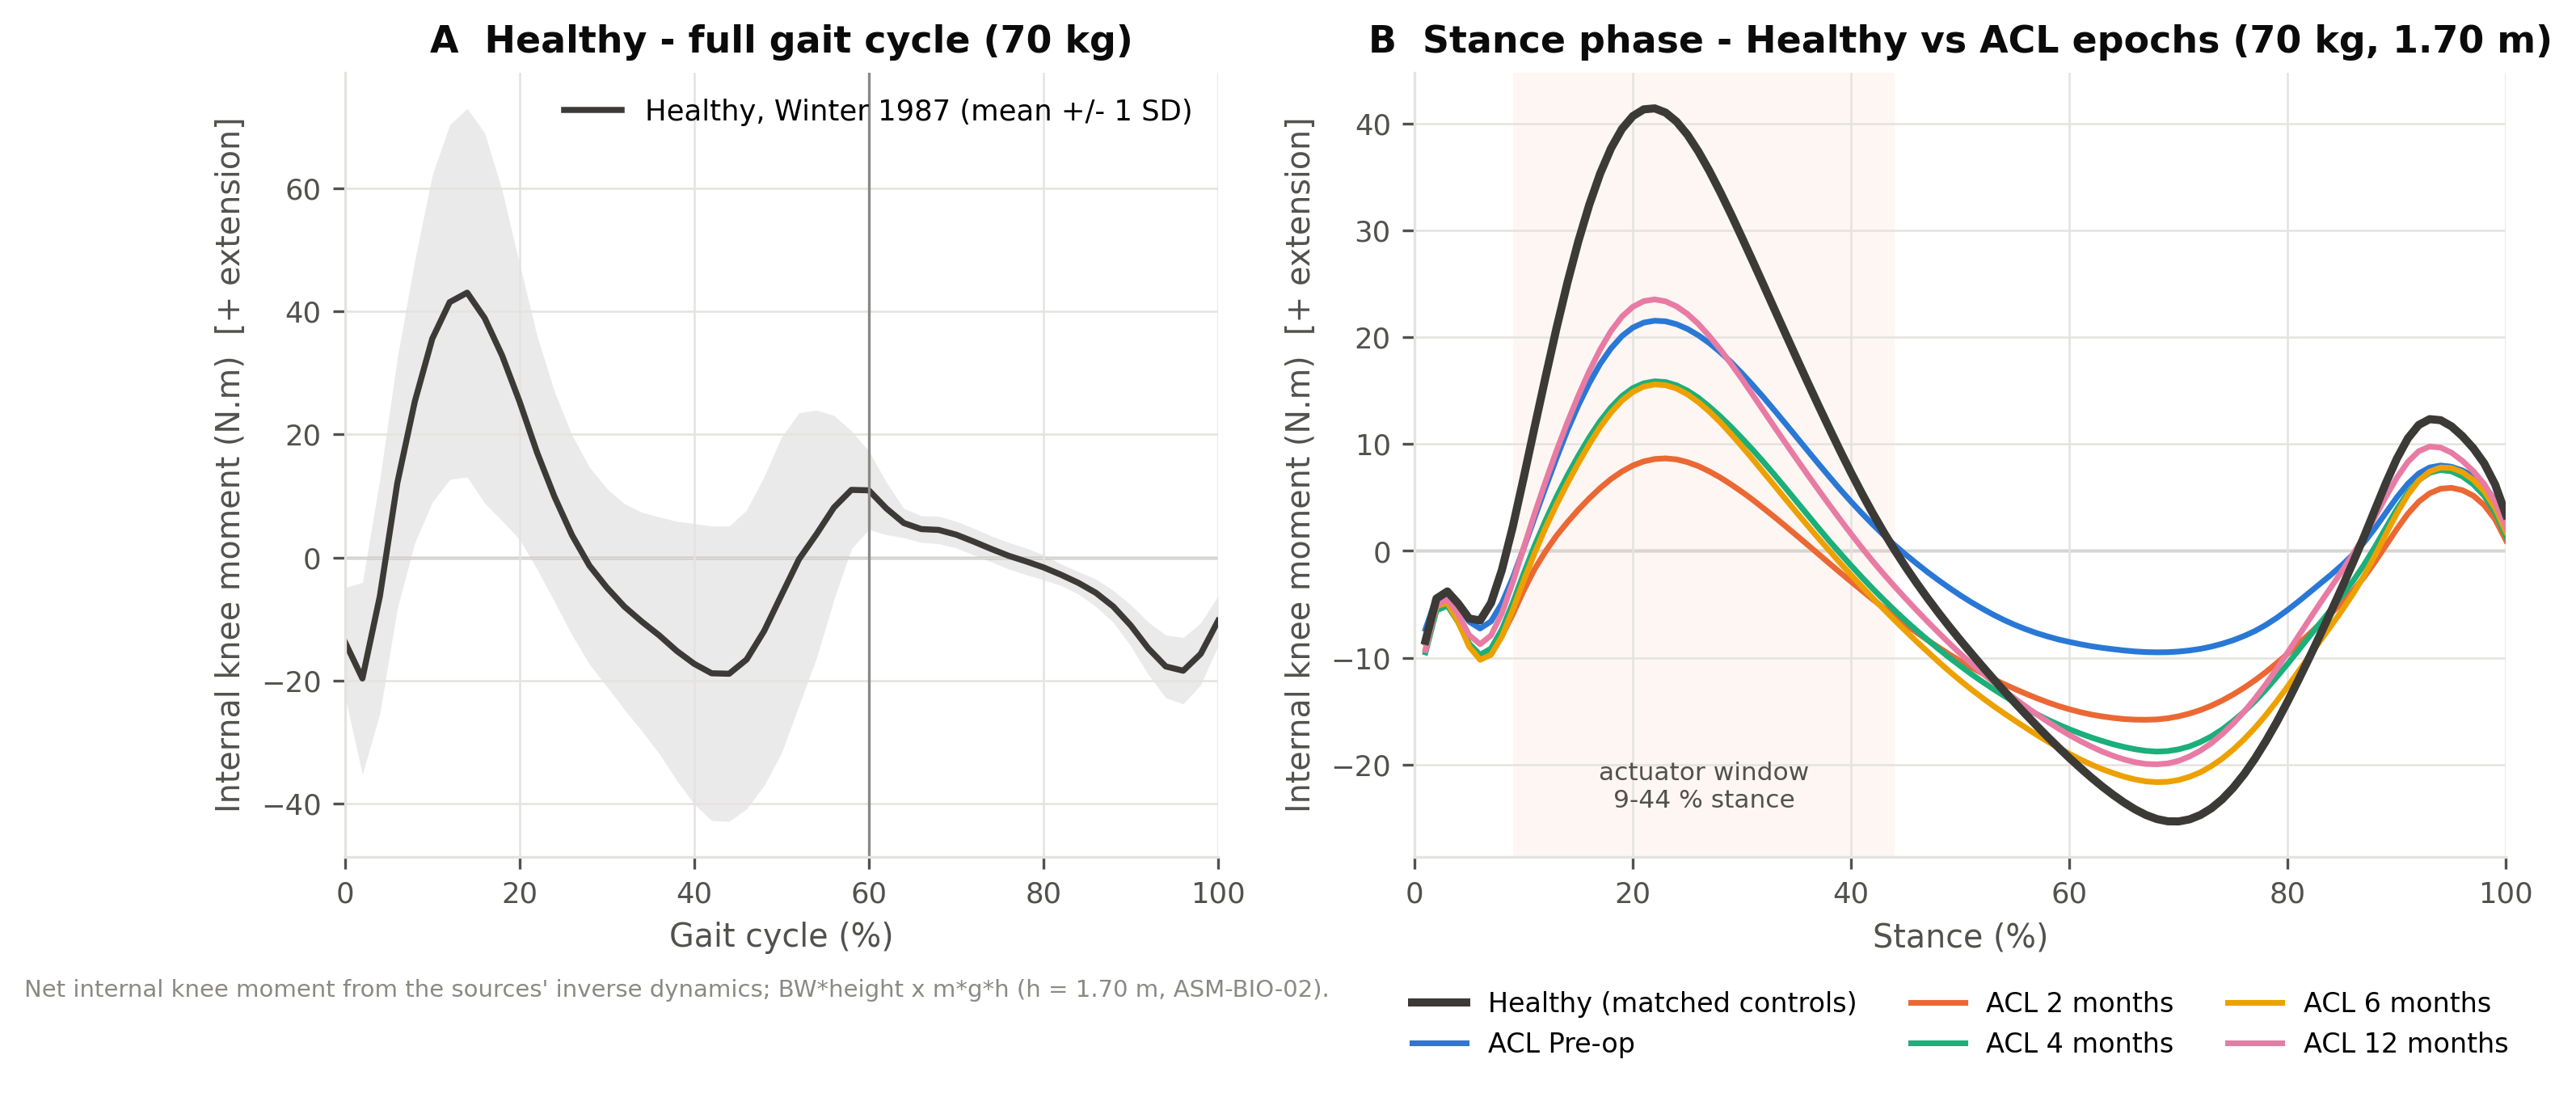 A  Healthy - full gait cycle (70 kg)
Healthy, Winter 1987 (mean +/- 1 SD)
Internal knee moment (N.m)  [+ extension]
60
40
20
0
−20
−40
0 20 40 60 80 100
Gait cycle (%)
B  Stance phase - Healthy vs ACL epochs (70 kg, 1.70 m)
Internal knee moment (N.m)  [+ extension]
40
30
20
10
0
−10
−20
actuator window
9-44 % stance
0 20 40 60 80 100
Stance (%)
Net internal knee moment from the sources' inverse dynamics; BW*height x m*g*h (h = 1.70 m, ASM-BIO-02).
Healthy (matched controls)
ACL Pre-op
ACL 2 months
ACL 4 months
ACL 6 months
ACL 12 months